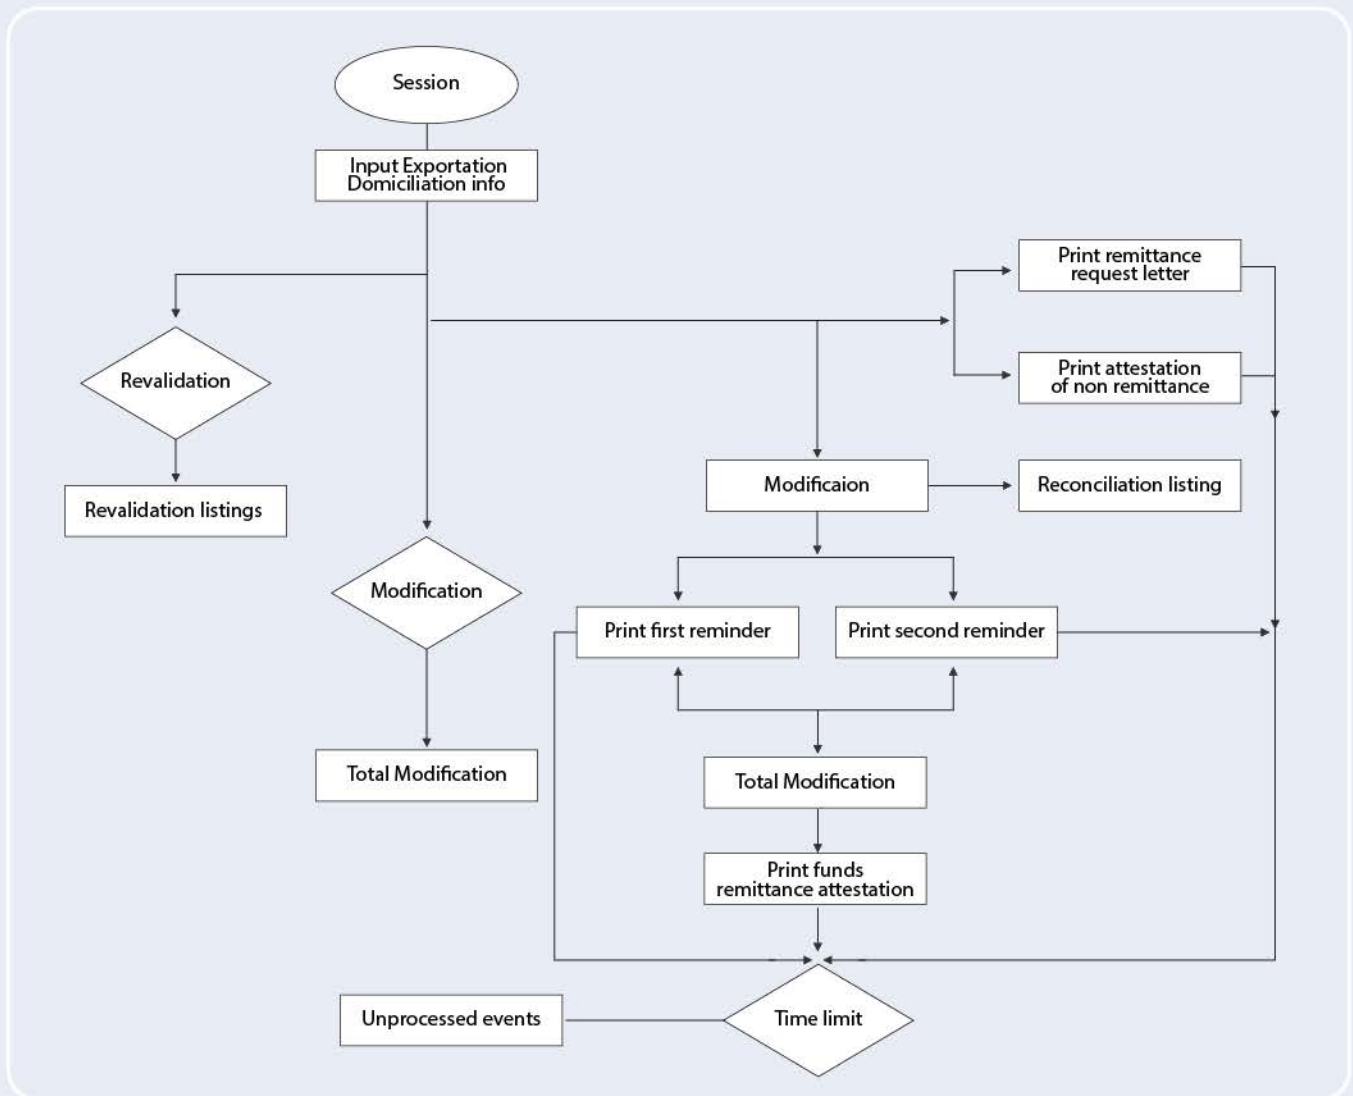 Session
Input Exportation
Domiciliation info
Print remittance
request letter
Revalidation
Print attestation
of non remittance
Modificaion
Reconciliation listing
Revalidation listings
Modification
Print first reminder
Print second reminder
Total Modification
Total Modification
Print funds
remittance attestation
Unprocessed events
Time limit